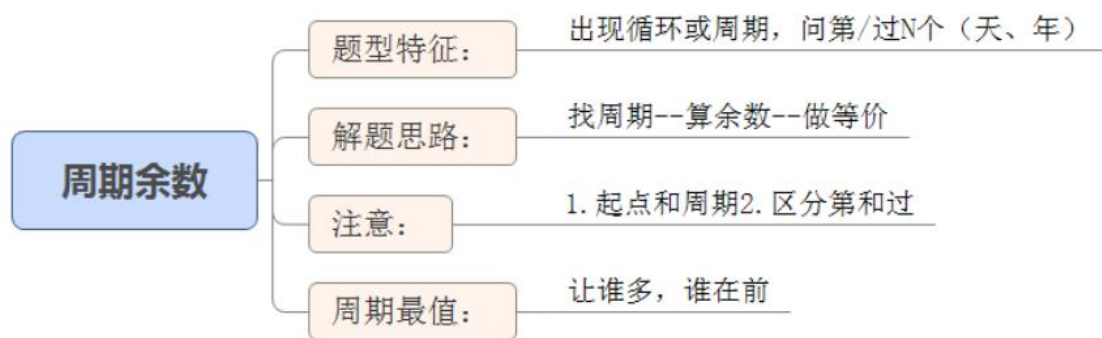 周期余数
题型特征：
出现循环或周期，问第/过N个（天、年）
解题思路：
找周期--算余数--做等价
注意：
1.起点和周期2.区分第和过
周期最值：
让谁多，谁在前